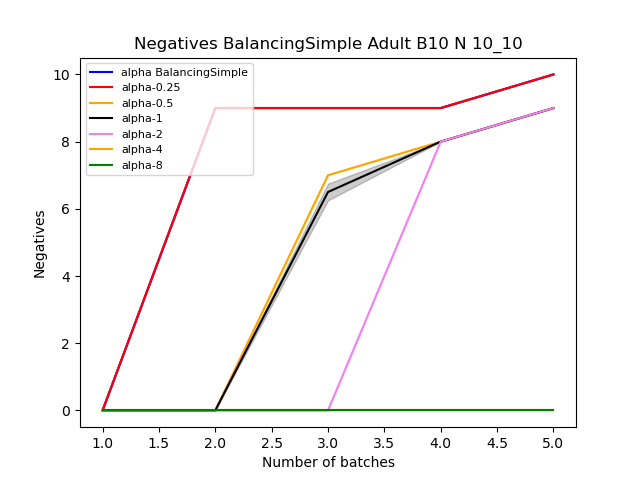 Negatives BalancingSimple Adult B10 N 10_10
alpha BalancingSimple
alpha-0.25
alpha-0.5
alpha-1
alpha-2
alpha-4
alpha-8
Negatives
10
8
6
4
2
0
1.0 1.5 2.0 2.5 3.0 3.5 4.0 4.5 5.0
Number of batches